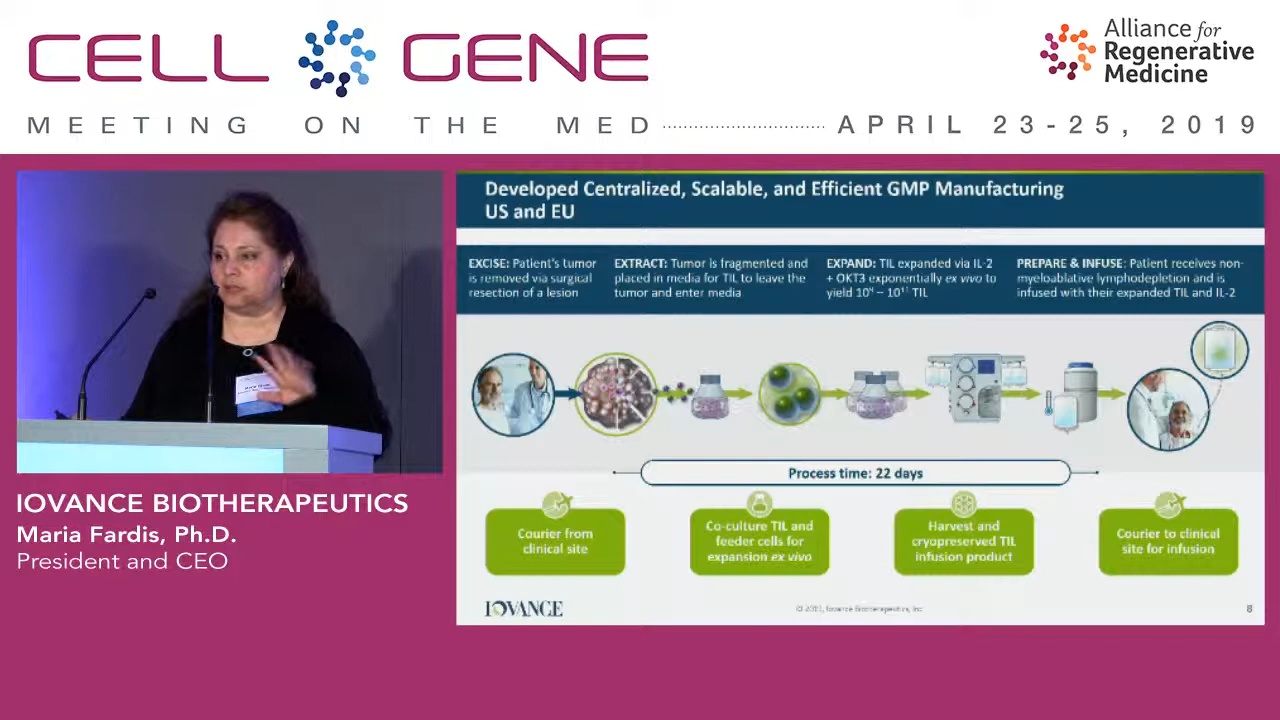 CELL GENE
Alliance for
Regenerative
Medicine
MEETING ON THE MED
APRIL 23-25, 2019
Developed Centralized, Scalable, and Efficient GMP Manufacturing
US and EU
EXCISE: Patient's tumor
is removed via surgical
resection of a lesion
EXTRACT: Tumor is fragmented and
placed in media for TIL to leave the
tumor and enter media
EXPAND: TIL expanded via IL-2
+ OKT3 exponentially ex vivo to
yield TIL
PREPARE & INFUSE: Patient receives non-
myeloablative lymphodepletion and is
infused with their expanded TIL and IL-2
Process time: 22 days
Courier from
clinical site
Co-culture TIL and
feeder cells for
expansion ex vivo
Harvest and
cryopreserved TIL
infusion product
Courier to clinical
site for infusion
IOVANCE
Iovance Biotherapeutics, Inc
8
IOVANCE BIOTHERAPEUTICS
Maria Fardis, Ph.D.
President and CEO